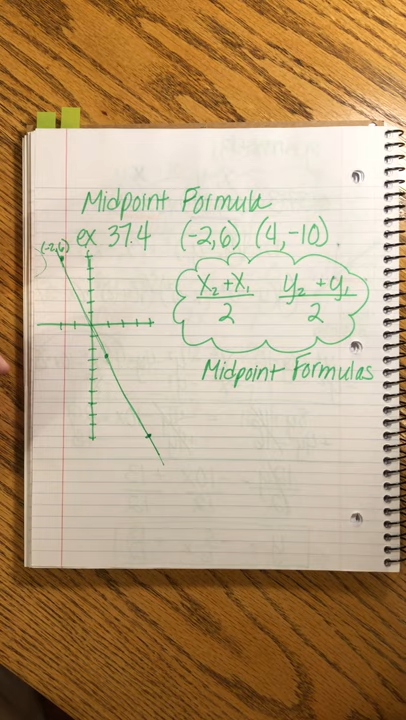 Midpoint Formula
ex 37.4 (-2,6) (4,-10)
(-2,6)
x₂+x₁ y₂+y₁
2 2
Midpoint Formulas